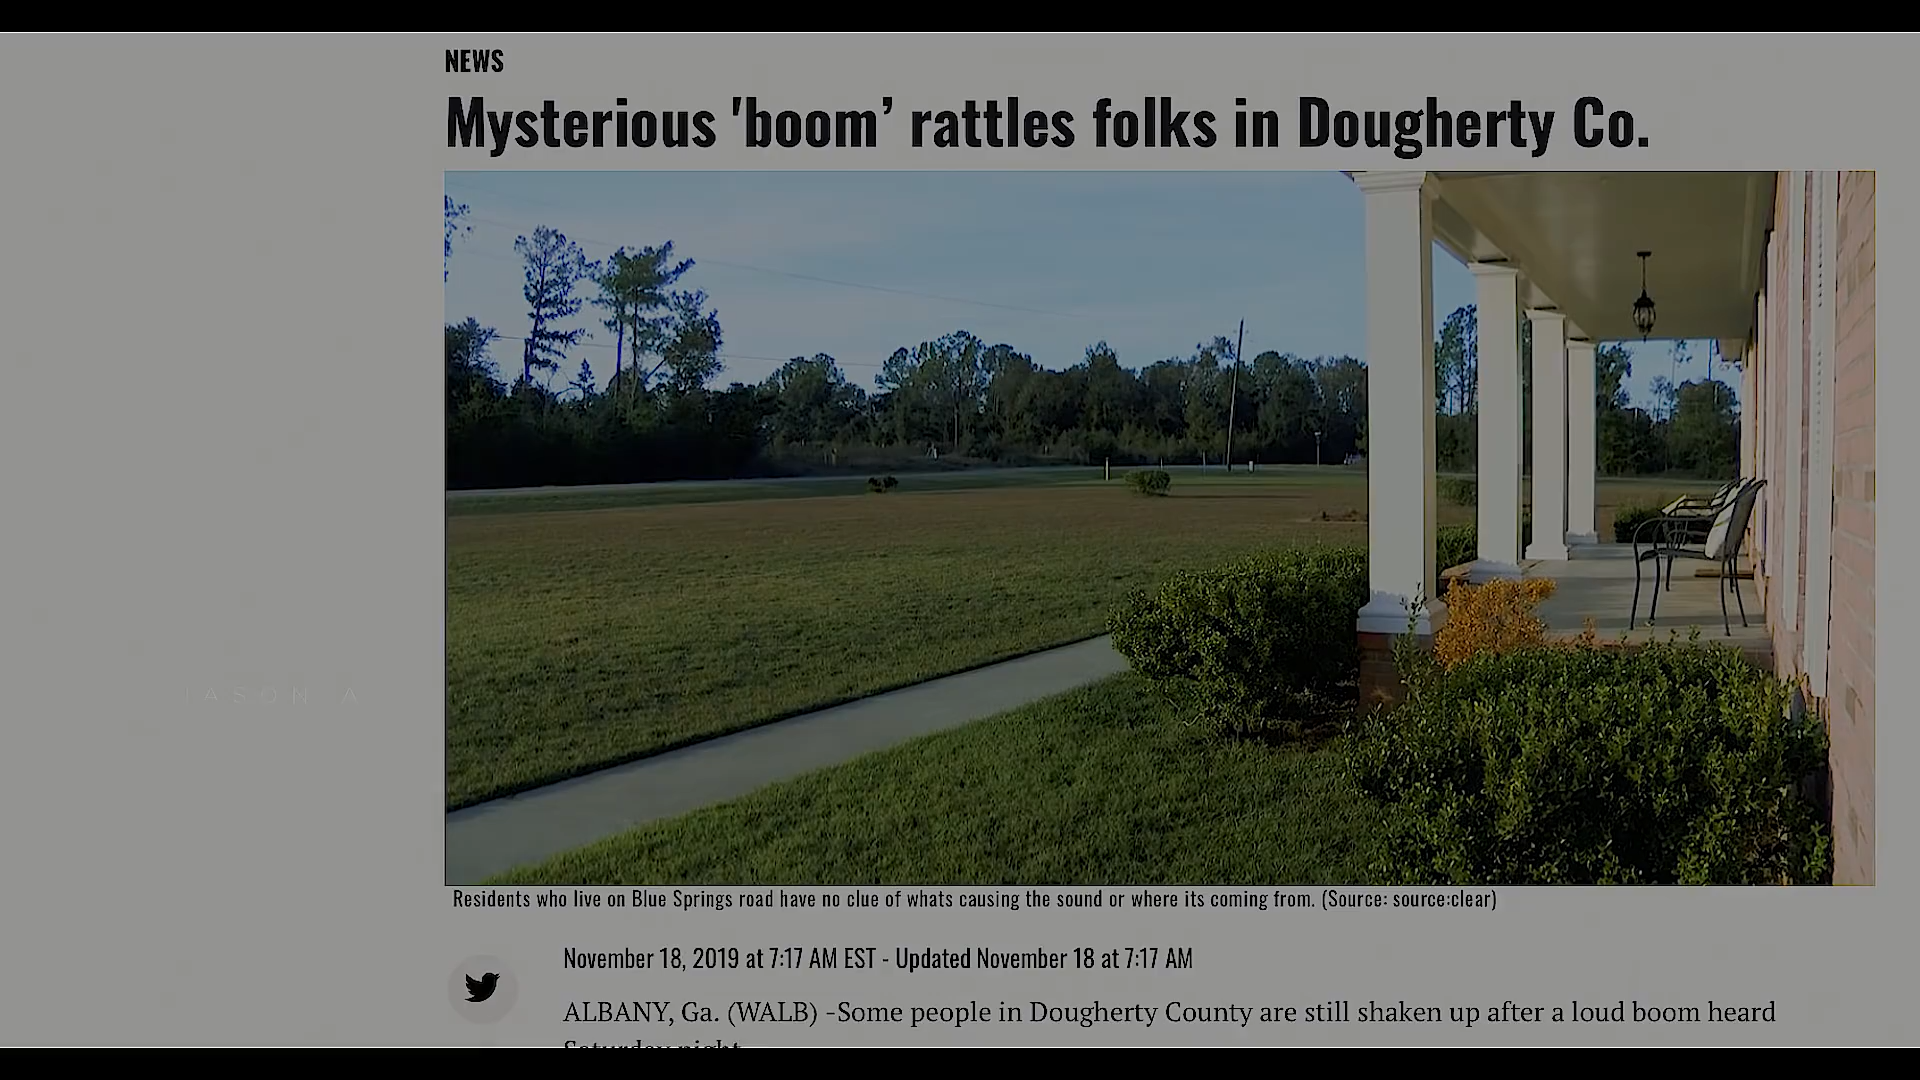 NEWS
Mysterious 'boom’ rattles folks in Dougherty Co.
JASON A
Residents who live on Blue Springs road have no clue of whats causing the sound or where its coming from. (Source: source:clear)
November 18, 2019 at 7:17 AM EST - Updated November 18 at 7:17 AM
ALBANY, Ga. (WALB) -Some people in Dougherty County are still shaken up after a loud boom heard
Saturday night